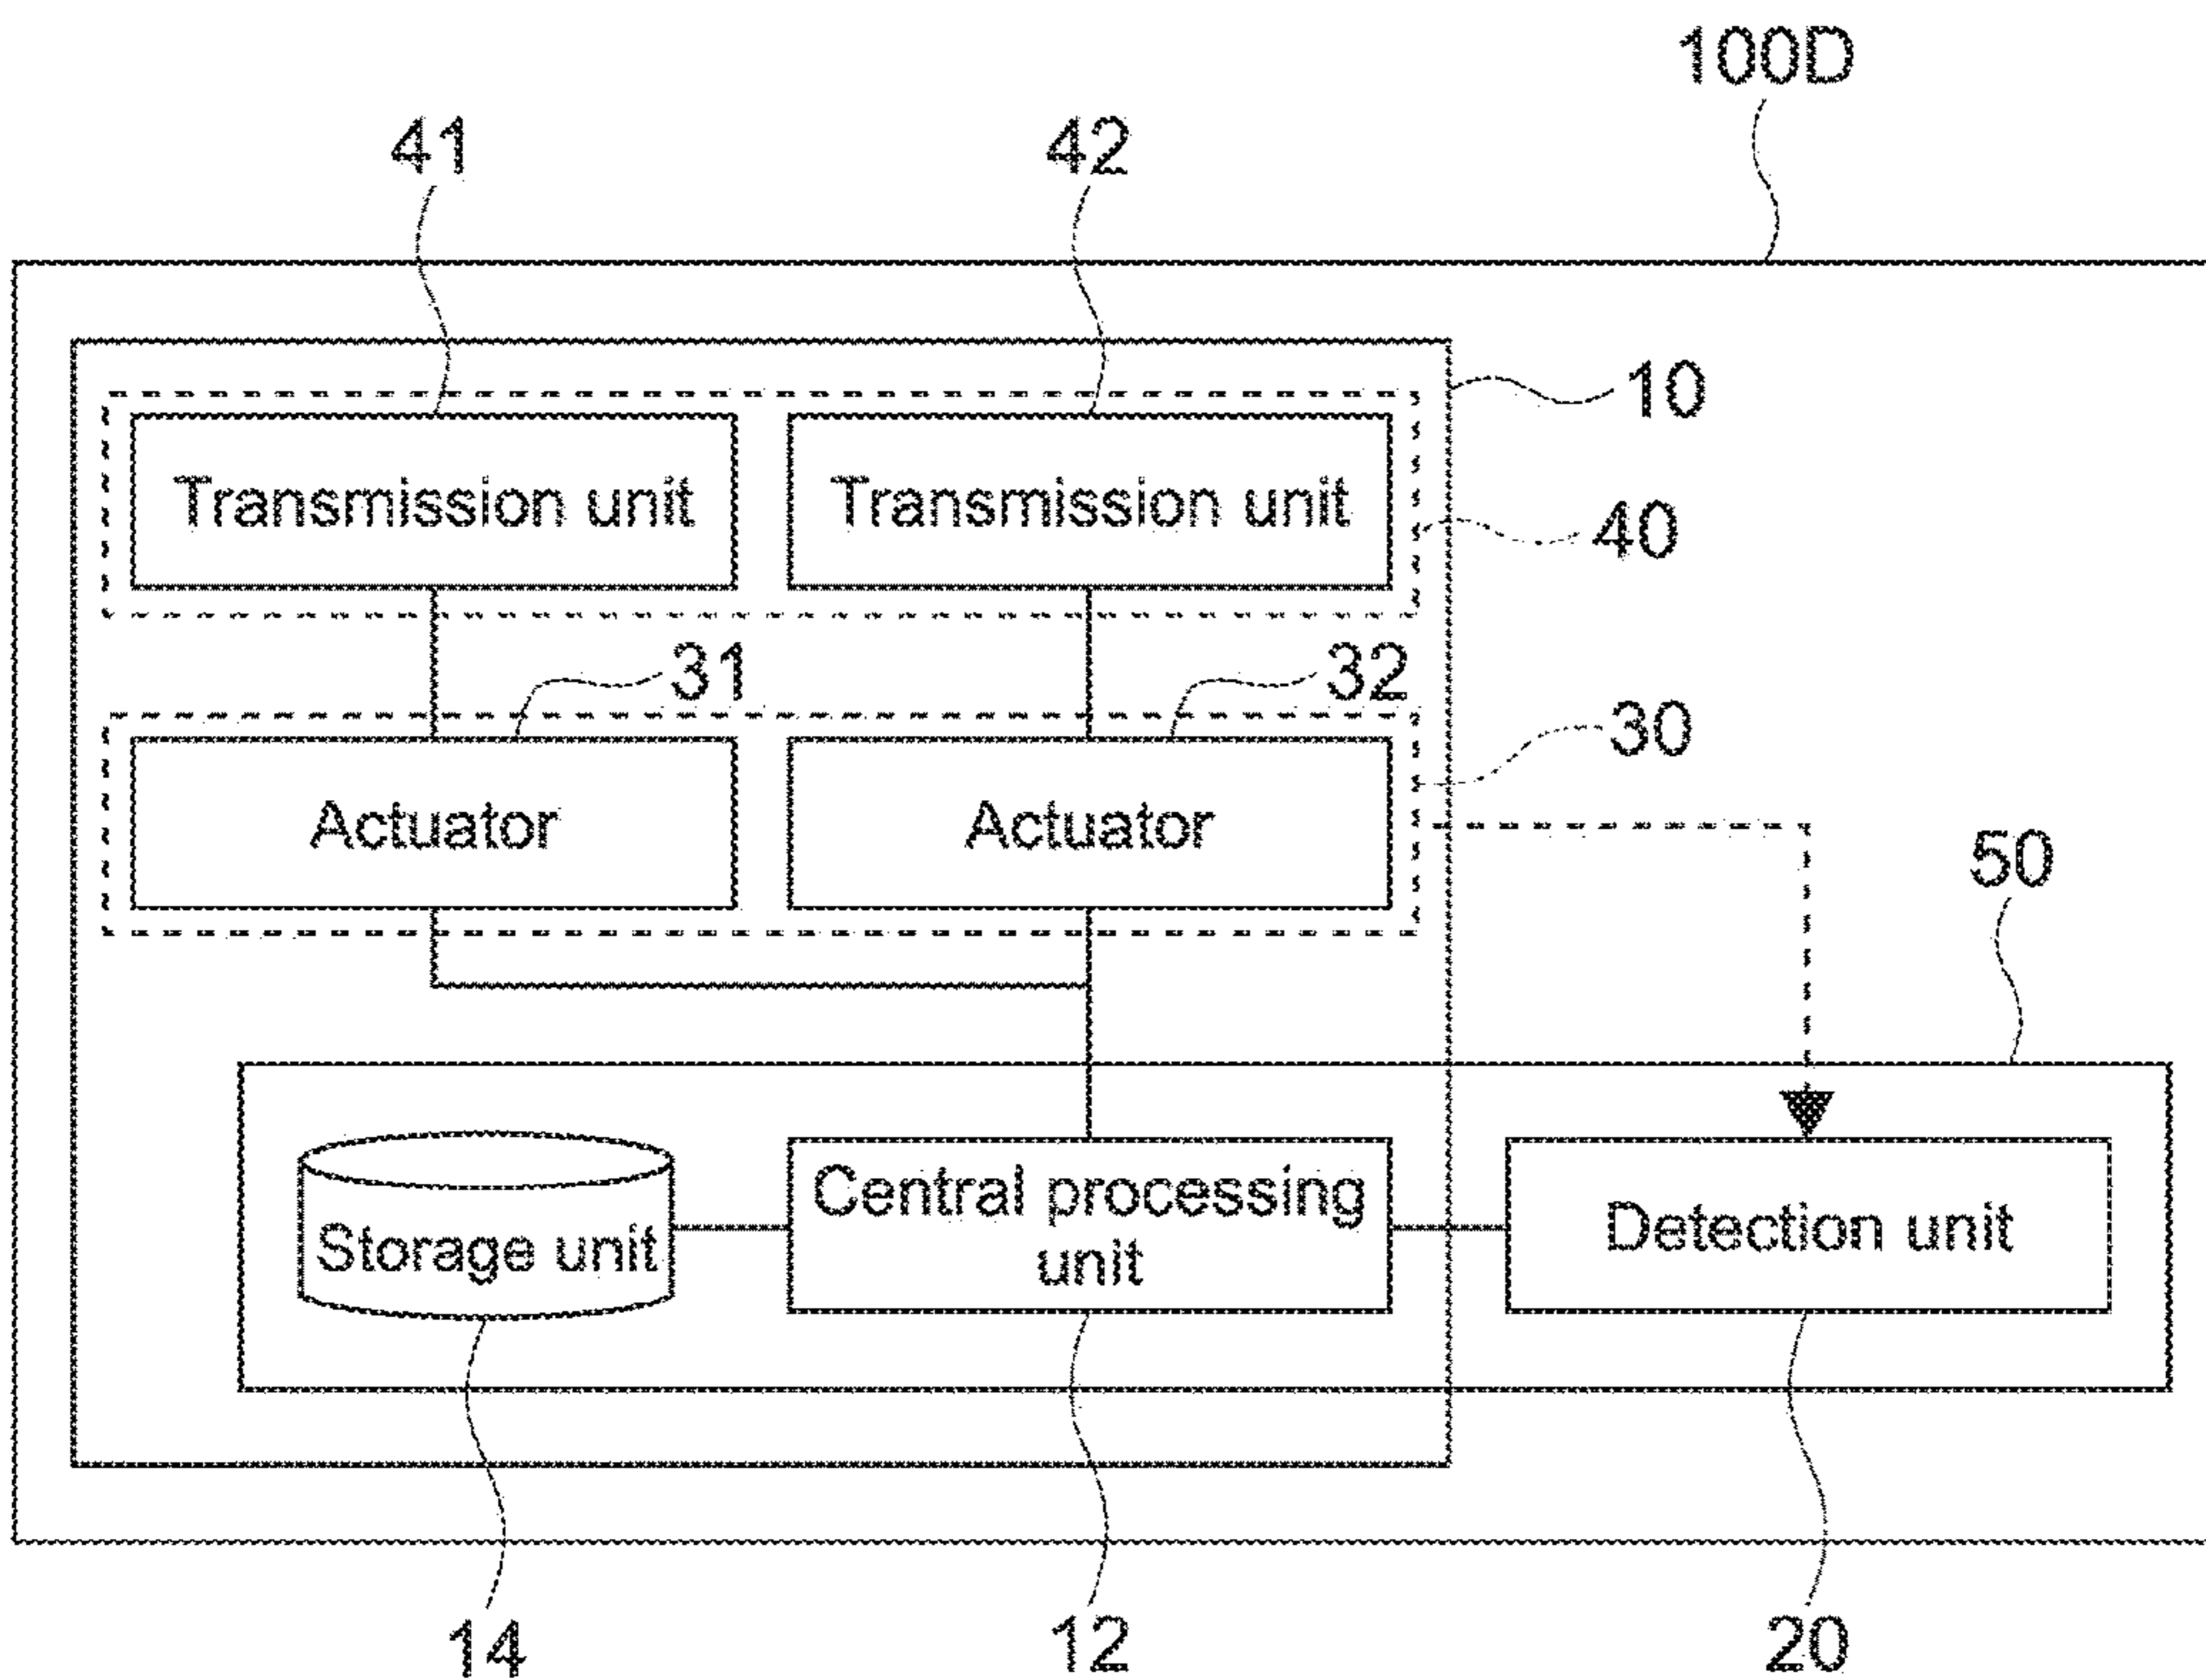 100D
41
42
10
Transmission unit
Transmission unit
40
31
32
30
Actuator
Actuator
50
Storage unit
Central processing
unit
Detection unit
14
12
20